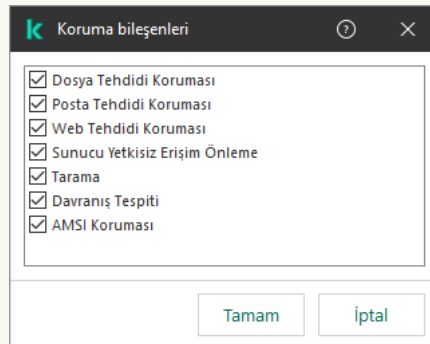 Koruma bileşenleri
Dosya Tehdidi Koruması
Posta Tehdidi Koruması
Web Tehdidi Koruması
Sunucu Yetkisiz Erişim Önleme
Tarama
Davranış Tespiti
AMSI Koruması
Tamam İptal